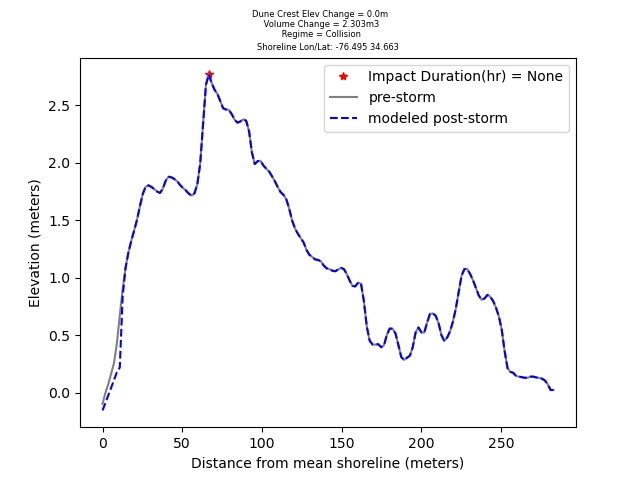 Dune Crest Elev Change = 0.0m
Volume Change = 2.303m3
Regime = Collision
Shoreline Lon/Lat: -76.495 34.663
Impact Duration(hr) = None
pre-storm
modeled post-storm
Elevation (meters)
2.5
2.0
1.5
1.0
0.5
0.0
0 50 100 150 200 250
Distance from mean shoreline (meters)